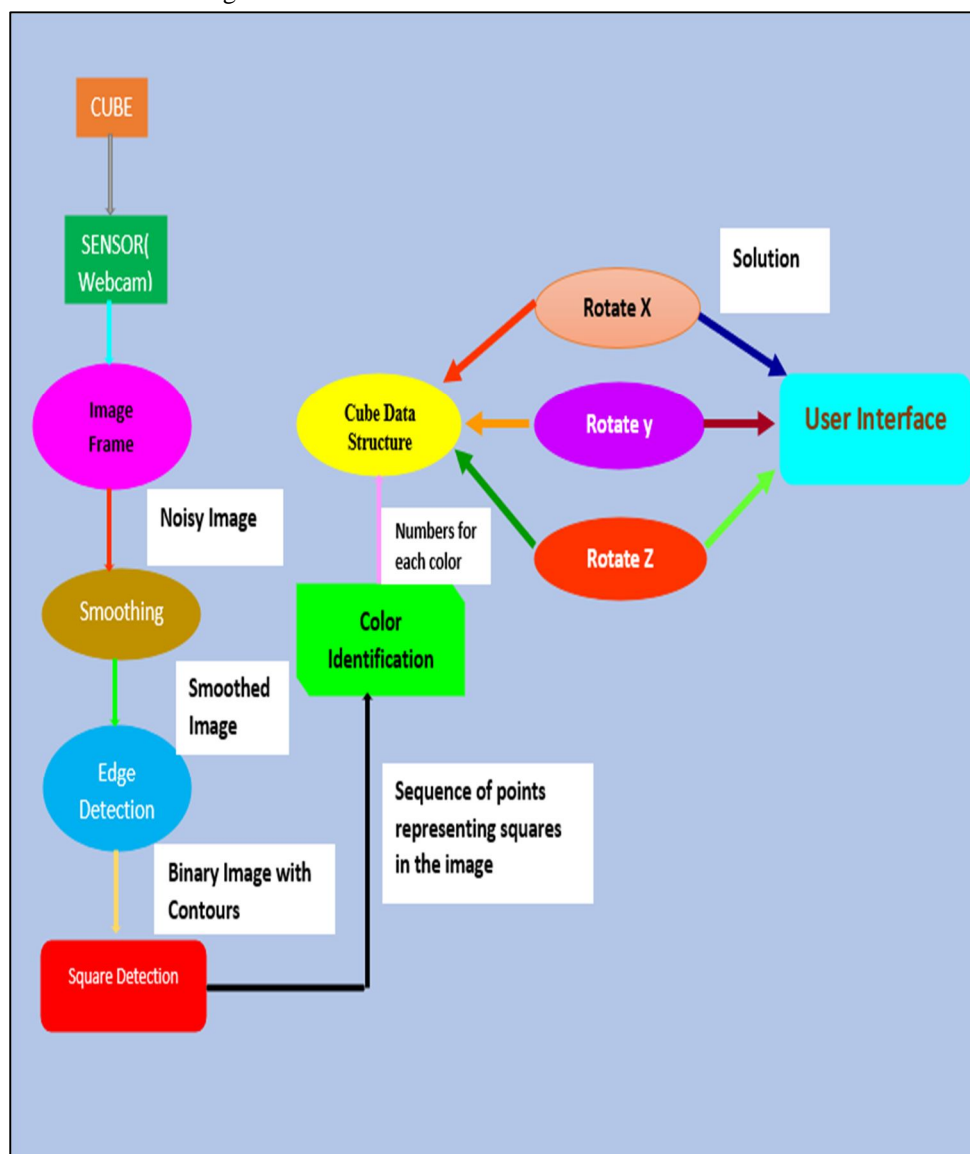 CUBE
SENSOR(
Webcam)
Image
Frame
Noisy Image
Smoothing
Smoothed
Image
Edge
Detection
Binary Image with
Contours
Square Detection
Sequence of points
representing squares
in the image
Color
Identification
Numbers for
each color
Cube Data
Structure
Rotate X
Rotate y
Rotate Z
Solution
User Interface